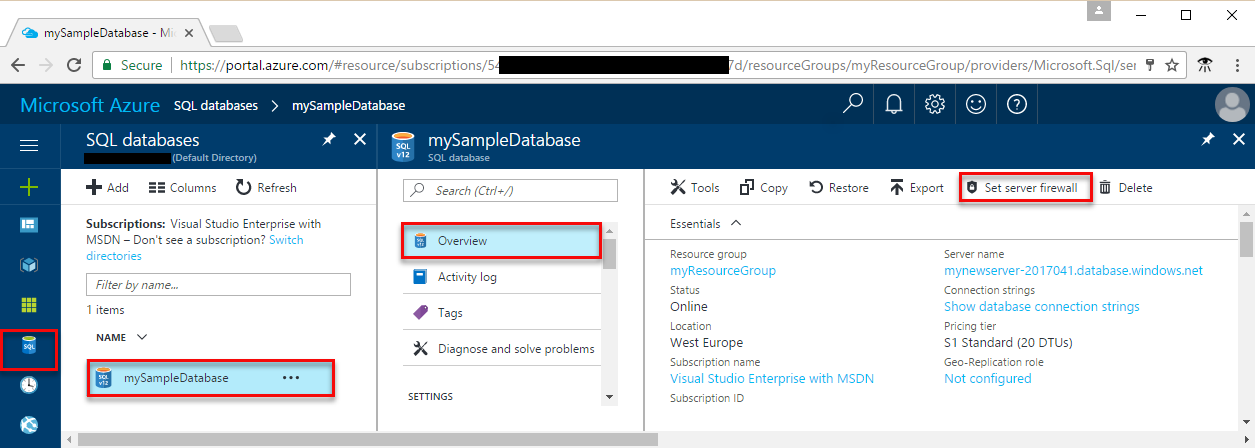 mySampleDatabase - Mic
Secure https://portal.azure.com/#resource/subscriptions/54 7d/resourceGroups/myResourceGroup/providers/Microsoft.Sql/ser
Microsoft Azure SQL databases > mySampleDatabase
SQL databases
(Default Directory)
mySampleDatabase
SQL database
Add Columns Refresh
Search (Ctrl+/)
Tools Copy Restore Export Set server firewall Delete
Subscriptions: Visual Studio Enterprise with
MSDN – Don't see a subscription? Switch
directories
Filter by name...
1 items
NAME
SQL
v12
mySampleDatabase ...
Overview
Activity log
Tags
Diagnose and solve problems
SETTINGS
Essentials
Resource group
myResourceGroup
Status
Online
Location
West Europe
Subscription name
Visual Studio Enterprise with MSDN
Subscription ID
Server name
mynewserver-2017041.database.windows.net
Connection strings
Show database connection strings
Pricing tier
S1 Standard (20 DTUs)
Geo-Replication role
Not configured